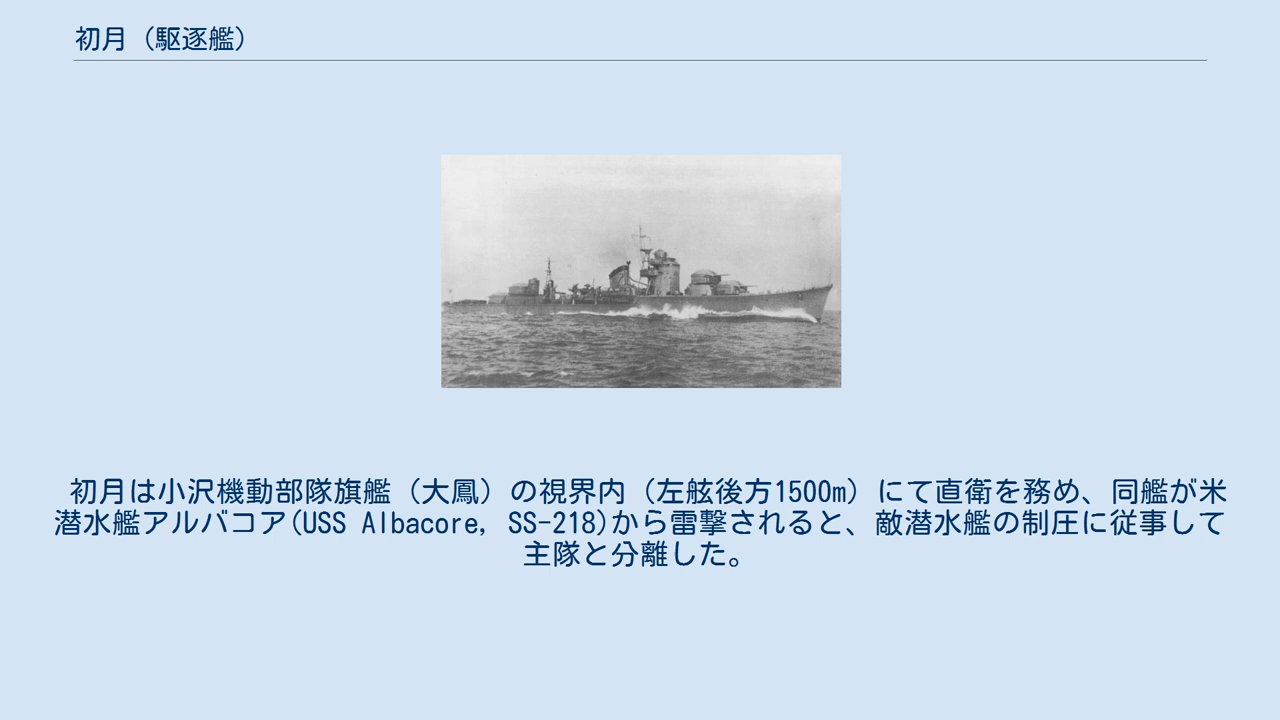 初月（駆逐艦）
初月は小沢機動部隊旗艦（大鳳）の視界内（左舷後方1500m）にて直衛を務め、同艦が米
潜水艦アルバコア(USS Albacore, SS-218)から雷撃されると、敵潜水艦の制圧に従事して
主隊と分離した。